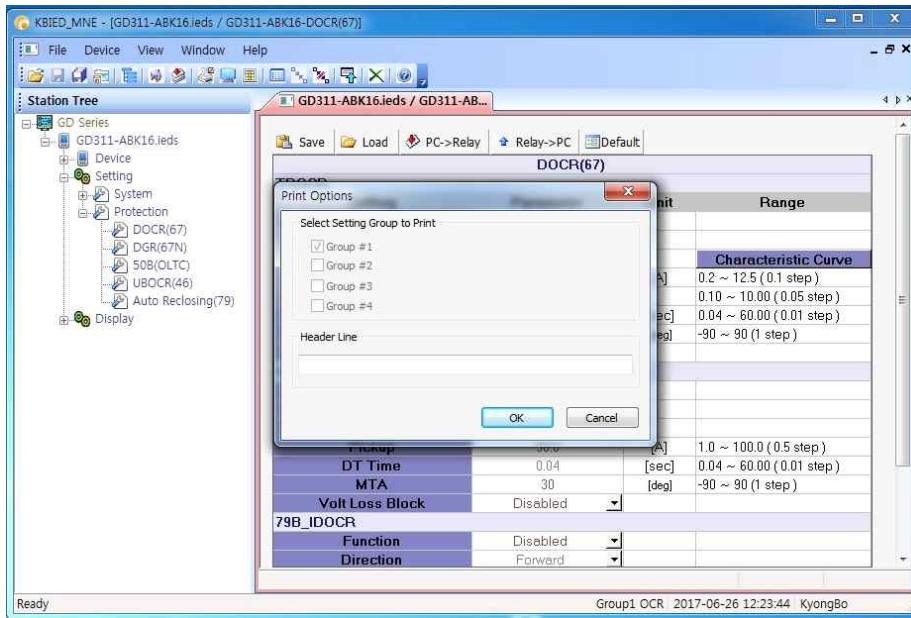 KBIED_MNE - [GD311-ABK16.ieds / GD311-ABK16-DOCR(67)]
File Device View Window Help
Station Tree
GD Series
GD311-ABK16.ieds
Device
Setting
System
Protection
DOCR(67)
DGR(67N)
50B(OLTC)
UBOCR(46)
Auto Reclosing(79)
Display
GD311-ABK16.ieds / GD311-AB...
Save Load PC->Relay Relay->PC Default
DOCR(67)
Range
Characteristic Curve
0.2 ~ 12.5 ( 0.1 step )
0.10 ~ 10.00 ( 0.05 step )
0.04 ~ 60.00 ( 0.01 step )
-90 ~ 90 (1 step )
Print Options
Select Setting Group to Print
Group #1
Group #2
Group #3
Group #4
Header Line
OK Cancel
Pickup [A] 1.0 ~ 100.0 ( 0.5 step )
DT Time 0.04 [sec] 0.04 ~ 60.00 ( 0.01 step )
MTA 30 [deg] -90 ~ 90 (1 step )
Volt Loss Block Disabled
79B_IDOCR
Function Disabled
Direction Forward
Ready Group1 OCR 2017-06-26 12:23:44 KyongBo